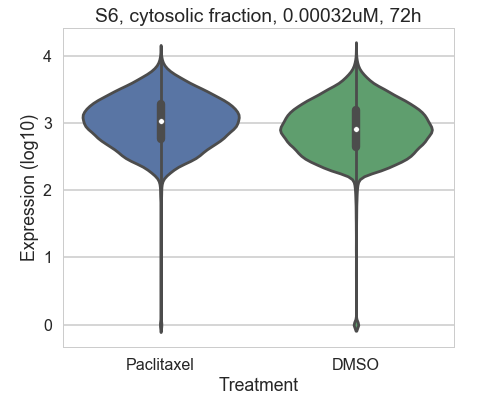 S6, cytosolic fraction, 0.00032uM, 72h
Expression (log10)
4
3
2
1
0
Paclitaxel
DMSO
Treatment